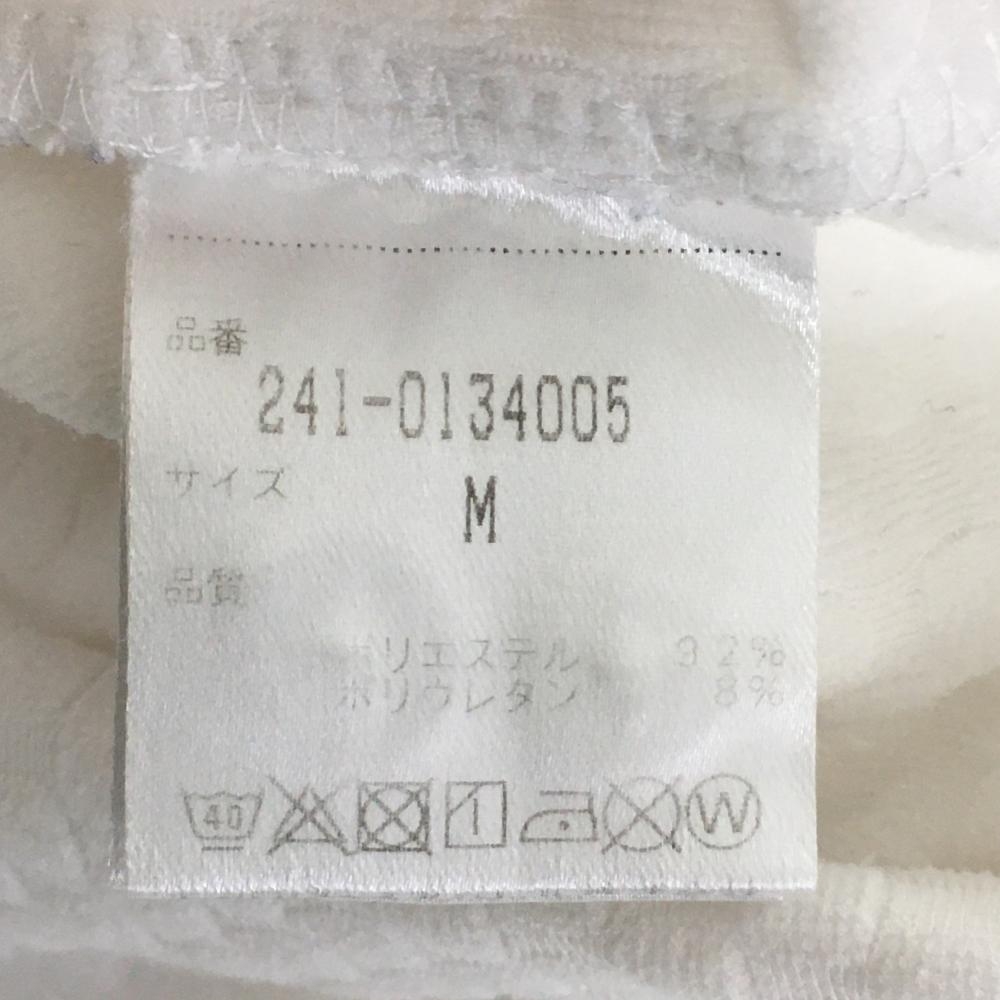 品番
241-0134005
サイズ
M
品質
ポリエステル 32%
ポリウレタン 8%
40 W